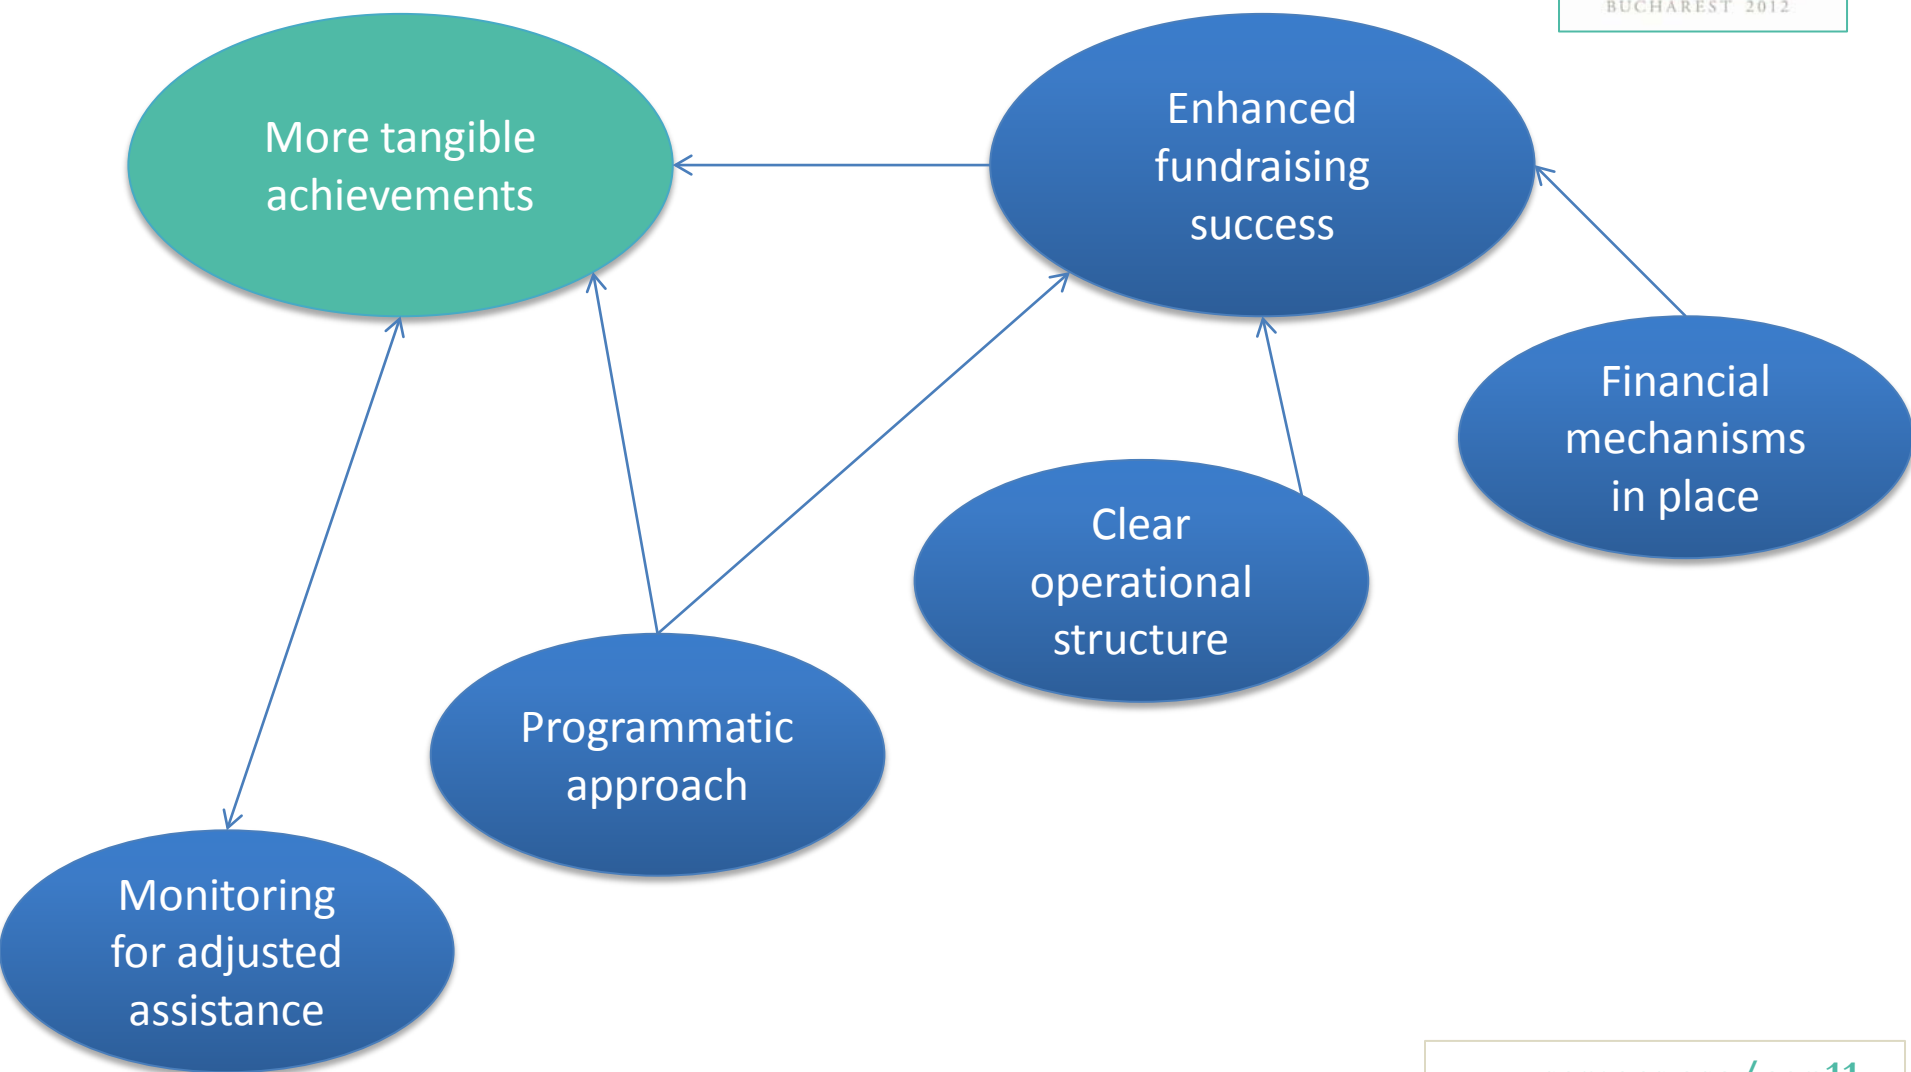 BUCHAREST 2012
More tangible
achievements
Enhanced
fundraising
success
Financial
mechanisms
in place
Clear
operational
structure
Programmatic
approach
Monitoring
for adjusted
assistance